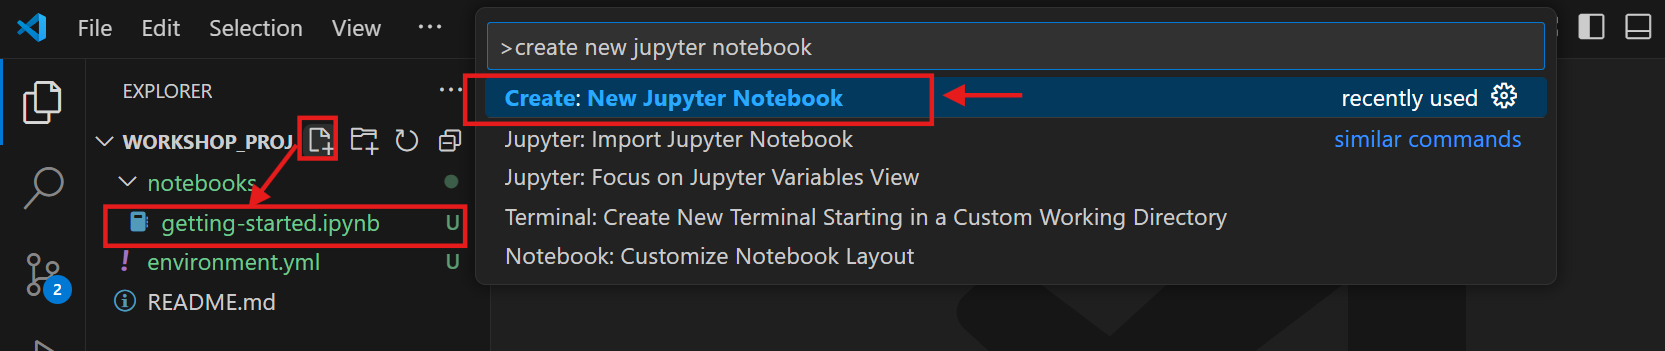 File Edit Selection View ...
>create new jupyter notebook
EXPLORER ...
Create: New Jupyter Notebook recently used
WORKSHOP_PROJ
Jupyter: Import Jupyter Notebook similar commands
notebooks
Jupyter: Focus on Jupyter Variables View
getting-started.ipynb U
Terminal: Create New Terminal Starting in a Custom Working Directory
! environment.yml U
Notebook: Customize Notebook Layout
2
README.md